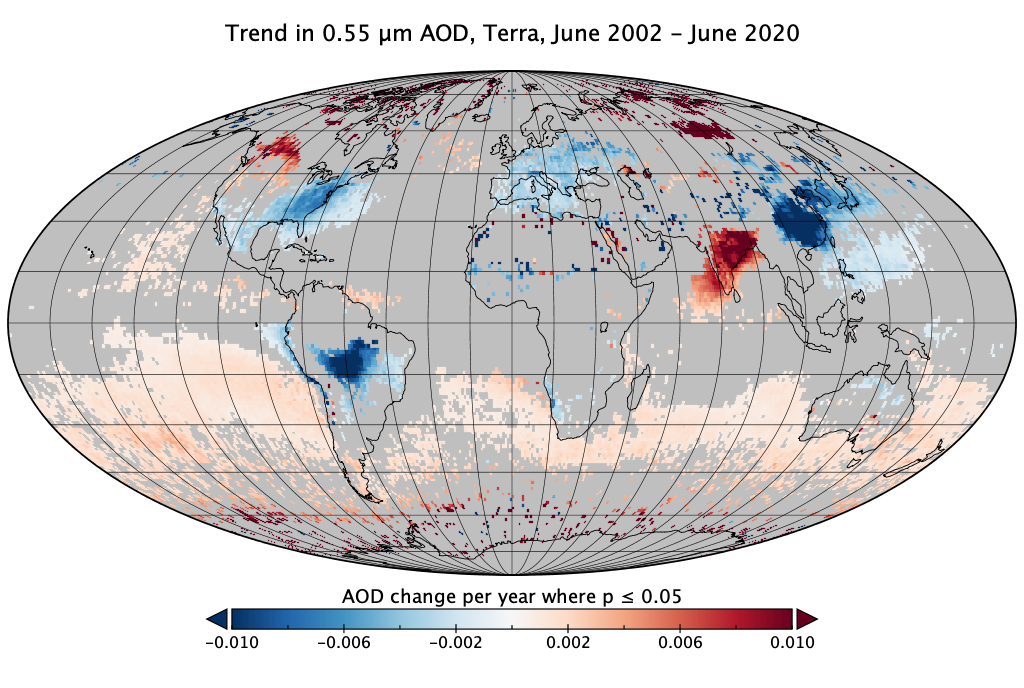 Trend in 0.55 µm AOD, Terra, June 2002 – June 2020
AOD change per year where p ≤ 0.05
−0.010 −0.006 −0.002 0.002 0.006 0.010